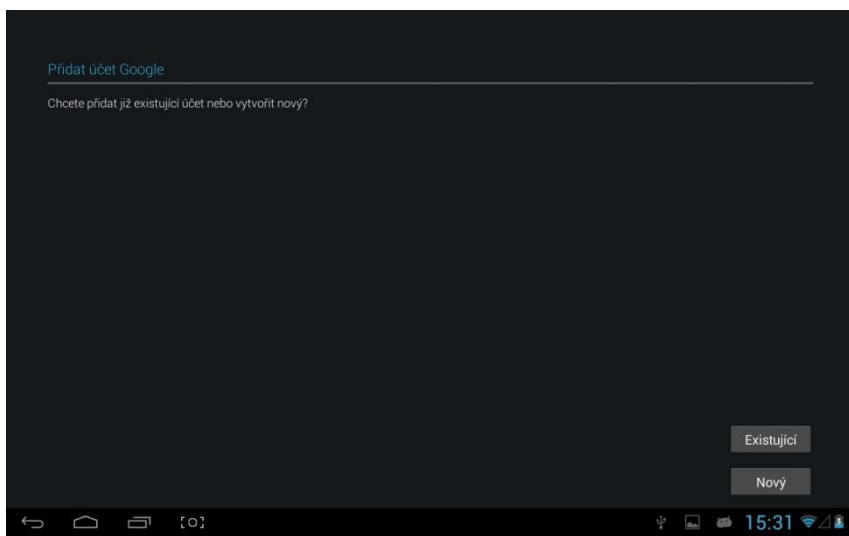 Přidat účet Google
Chcete přidat již existující účet nebo vytvořit nový?
Existující
Nový
15:31